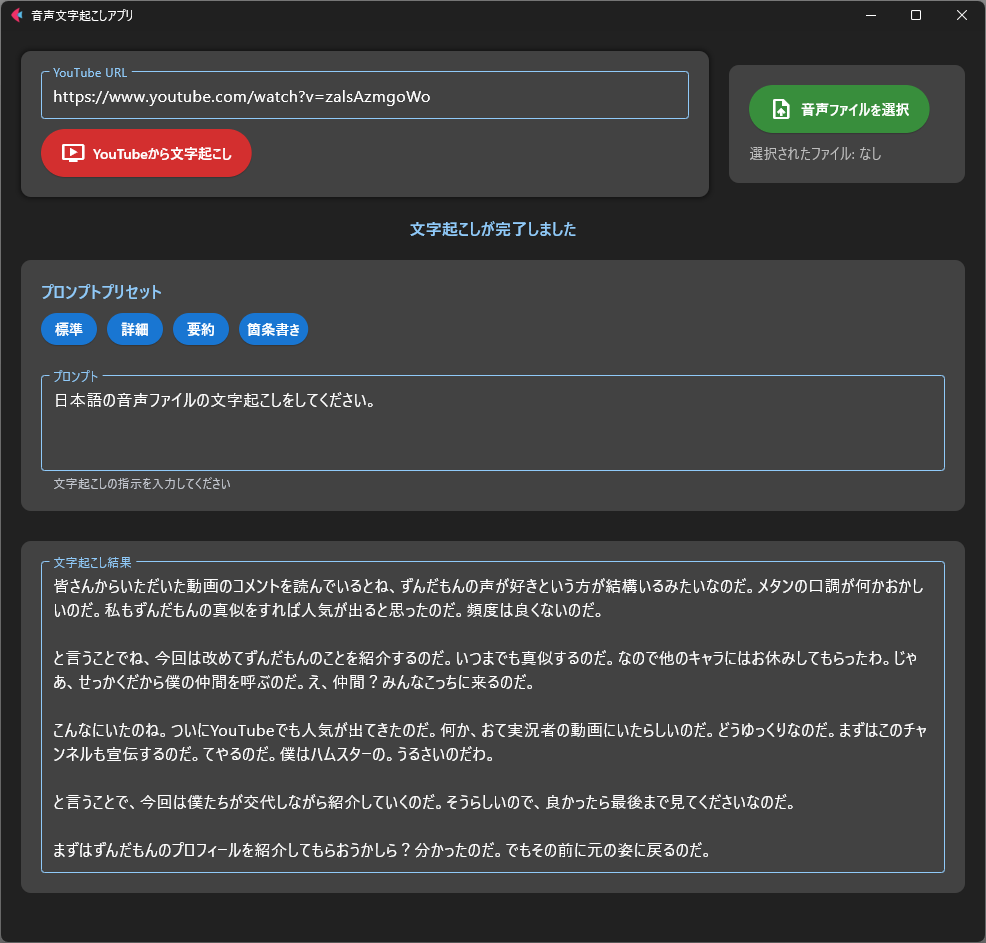 音声文字起こしアプリ
YouTube URL
https://www.youtube.com/watch?v=zalsAzmgoWo
YouTubeから文字起こし
音声ファイルを選択
選択されたファイル: なし
文字起こしが完了しました
プロンプトプリセット
標準
詳細
要約
箇条書き
プロンプト
日本語の音声ファイルの文字起こしをしてください。
文字起こしの指示を入力してください
文字起こし結果
皆さんからいただいた動画のコメントを読んでいるとね、ずんだもんの声が好きという方が結構いるみたいなのだ。メタンの口調が何かおかし
いのだ。私もずんだもんの真似をすれば人気が出ると思ったのだ。頻度は良くないのだ。
と言うことでね、今回は改めてずんだもんのことを紹介するのだ。いつまでも真似するのだ。なので他のキャラにはお休みしてもらったわ。じゃ
あ、せっかくだから僕の仲間を呼ぶのだ。え、仲間？みんなこっちに来るのだ。
こんなにいたのね。ついにYouTubeでも人気が出てきたのだ。何か、おて実況者の動画にいたらしいのだ。どうゆっくりなのだ。まずはこのチャ
ンネルも宣伝するのだ。てやるのだ。僕はハムスターの。うるさいのだわ。
と言うことで、今回は僕たちが交代しながら紹介していくのだ。そうらしいので、良かったら最後まで見てくださいなのだ。
まずはずんだもんのプロフィールを紹介してもらおうかしら？分かったのだ。でもその前に元の姿に戻るのだ。